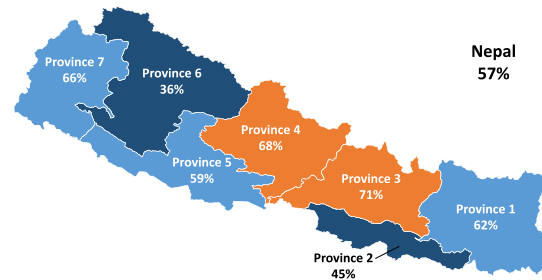 Nepal
57%
Province 7
66%
Province 6
36%
Province 4
68%
Province 5
59%
Province 3
71%
Province 1
62%
Province 2
45%